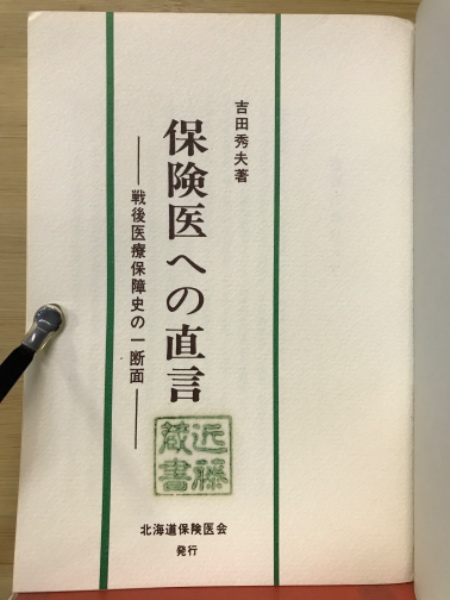 吉田秀夫著
保険医への直言
――戦後医療保障史の一断面――
近藤
蔵書
北海道保険医会
発行